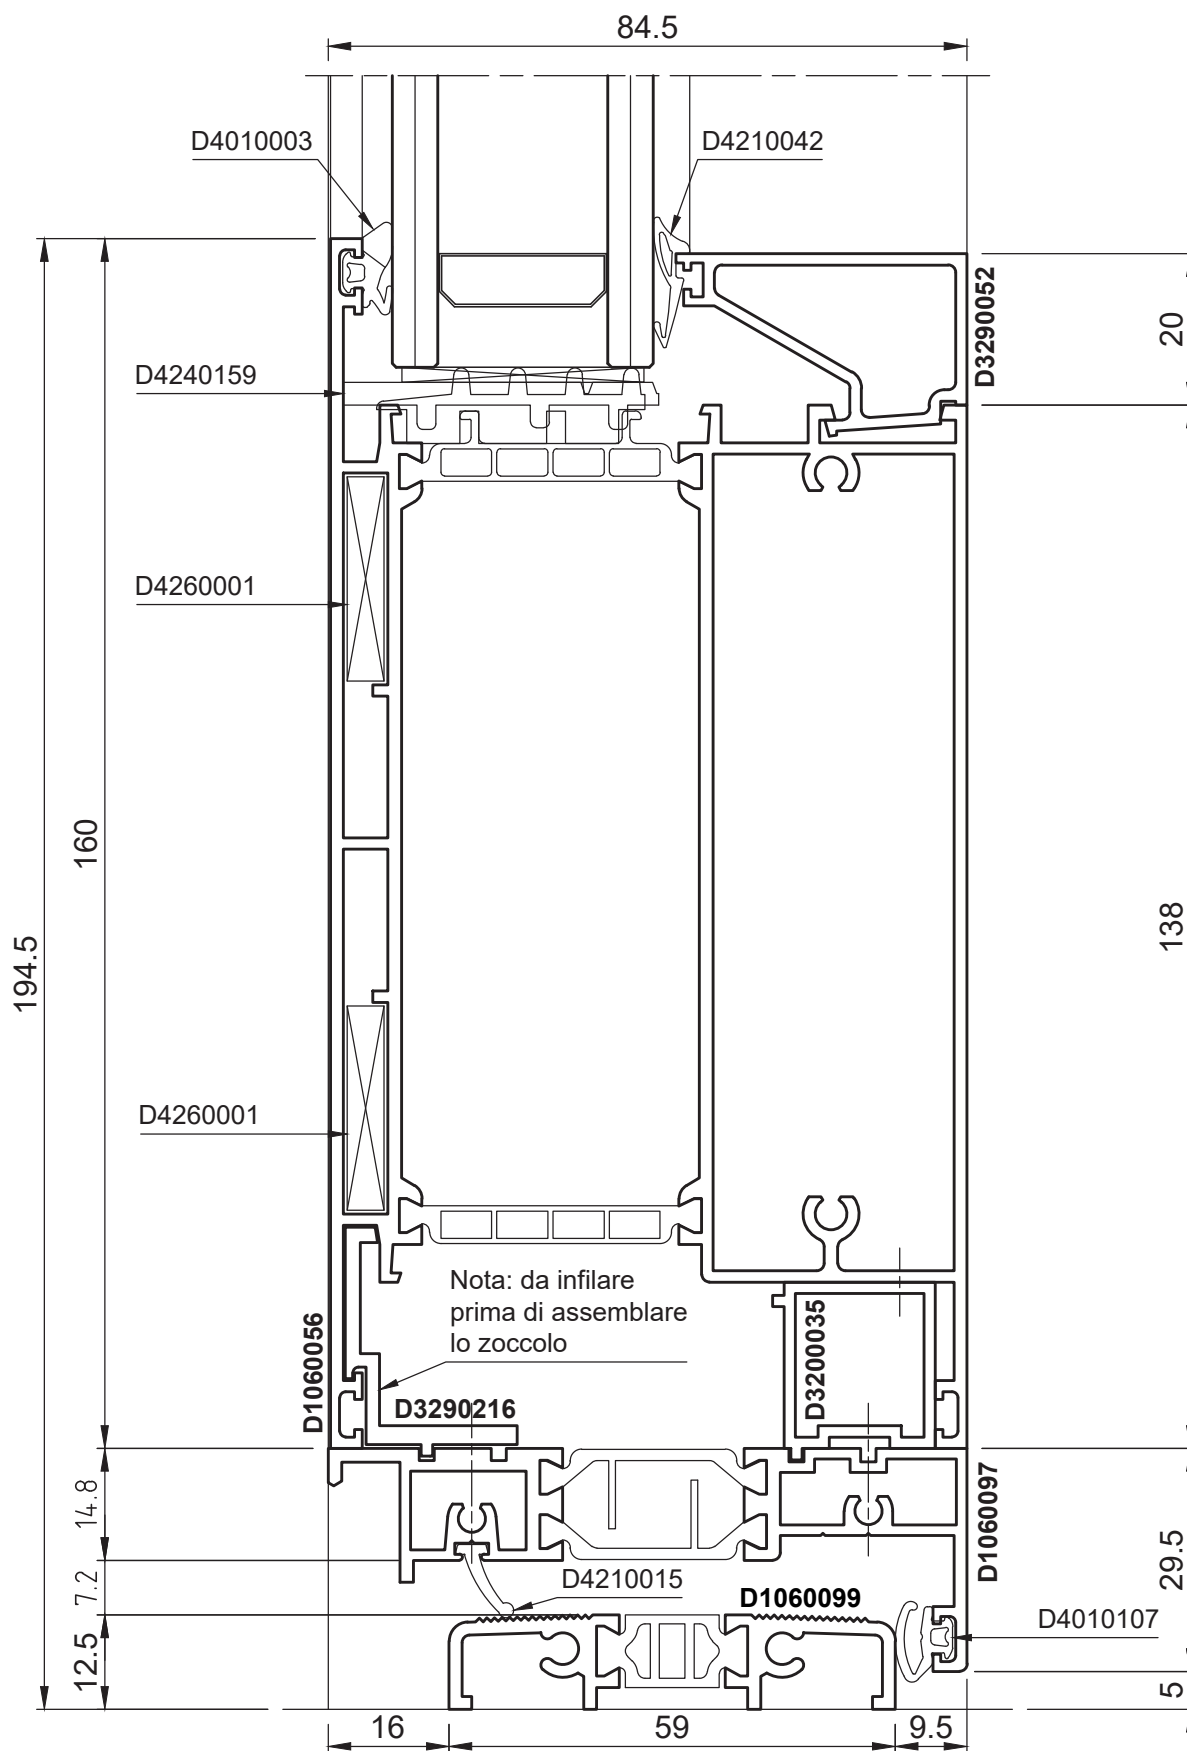 84.5
D4010003
D4210042
D3290052
20
D4240159
D4260001
160
138
194.5
D4260001
Nota: da infilare
prima di assemblare
lo zoccolo
D1060056
D3200035
D3290216
14.8
D1060097
29.5
7.2
D4210015
D1060099
D4010107
12.5
5
16
59
9.5